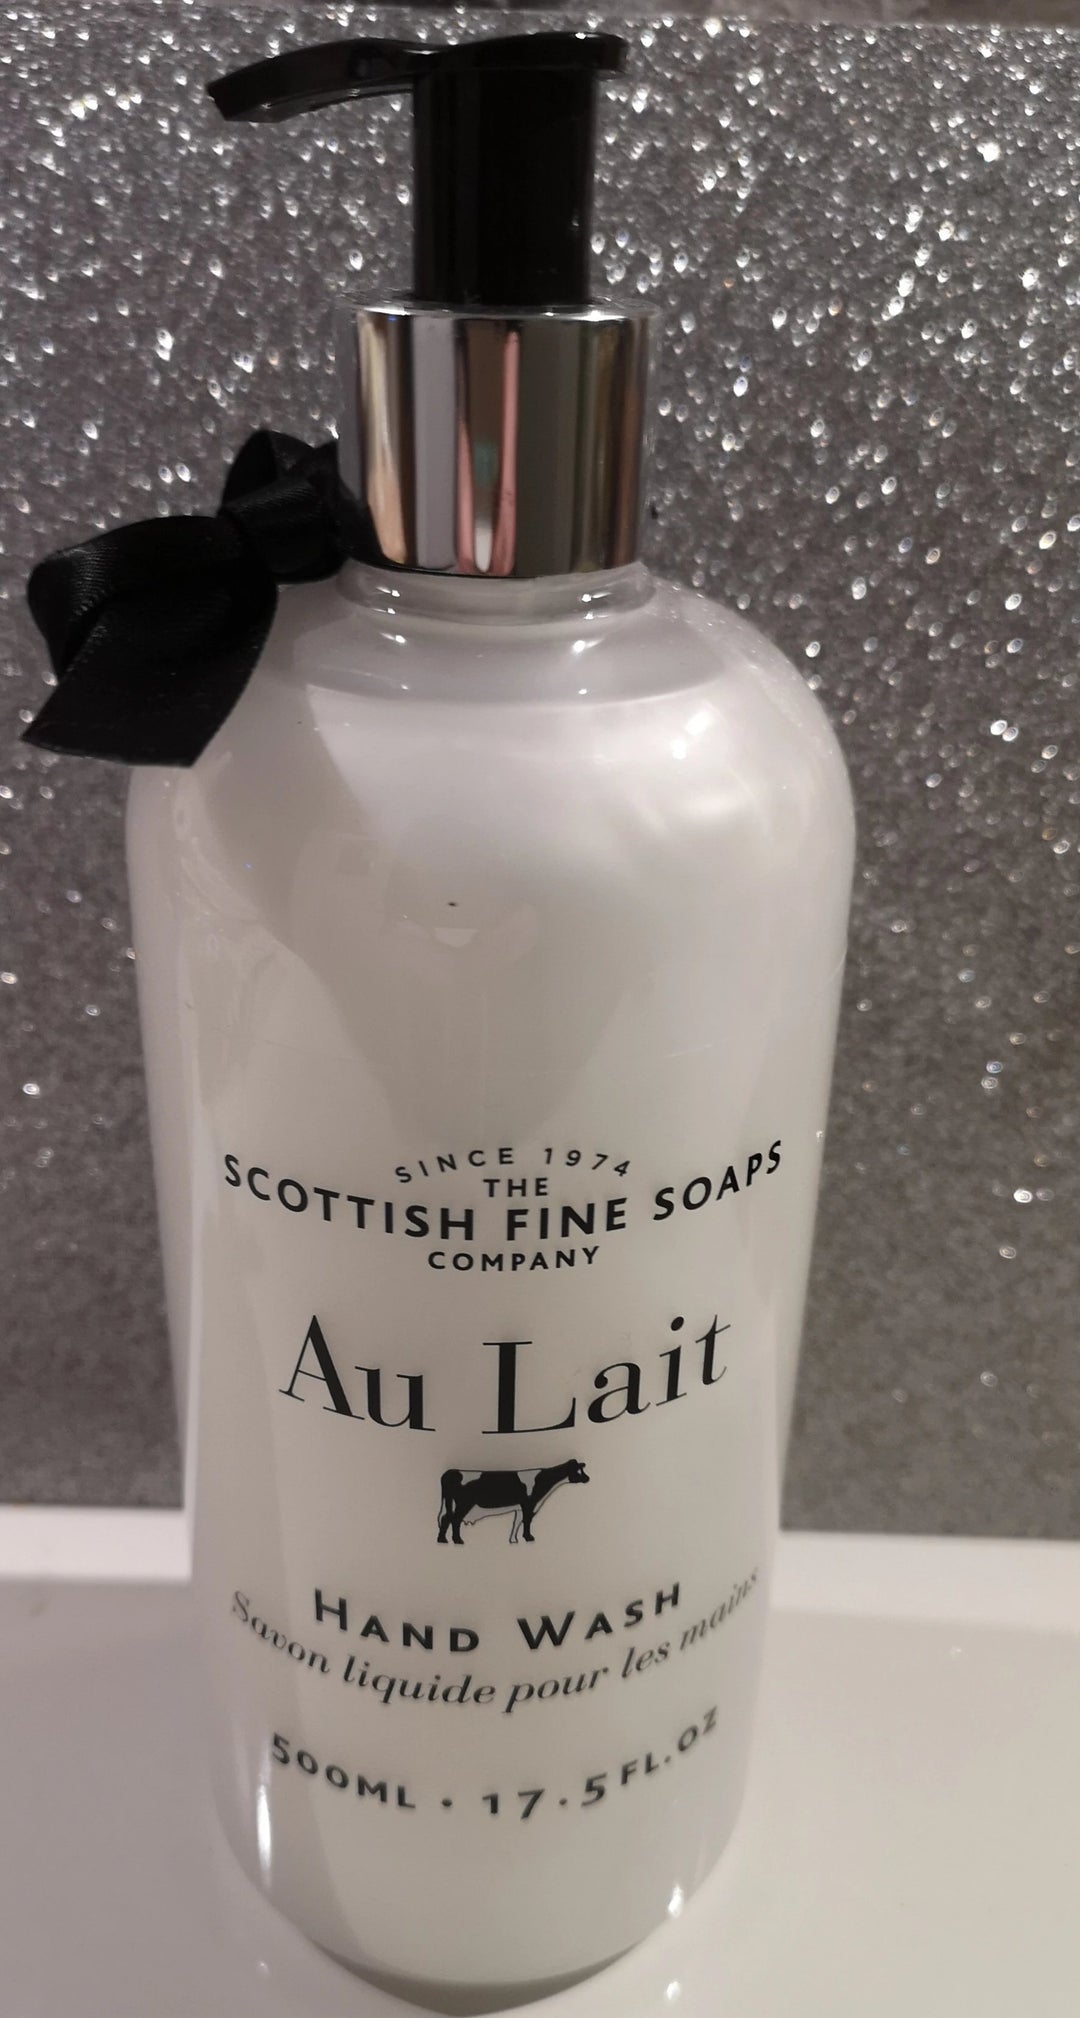 SINCE 1974
THE
SCOTTISH FINE SOAPS
COMPANY
Au Lait
HAND WASH
Savon liquide pour les mains
500ML • 17.5 FL.OZ